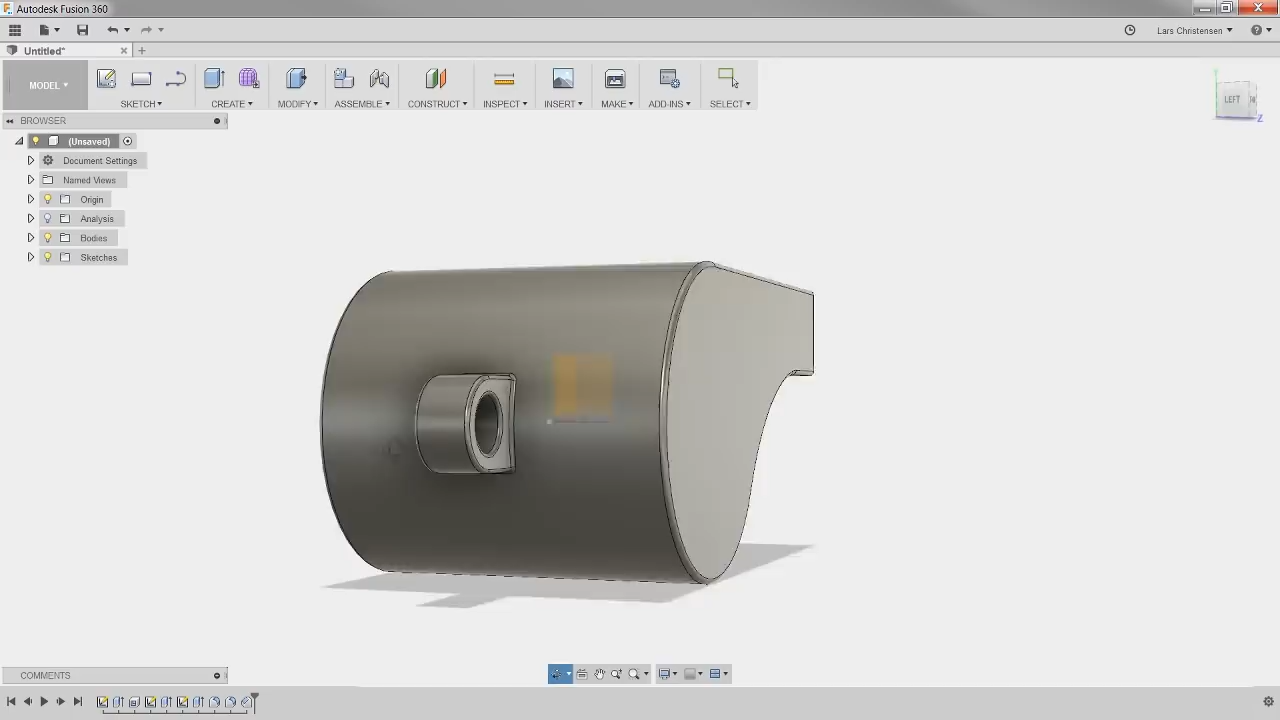 Autodesk Fusion 360
Lars Christensen
Untitled*
MODEL
SKETCH
CREATE
MODIFY
ASSEMBLE
CONSTRUCT
INSPECT
INSERT
MAKE
ADD-INS
SELECT
LEFT
Z
BROWSER
(Unsaved)
Document Settings
Named Views
Origin
Analysis
Bodies
Sketches
COMMENTS